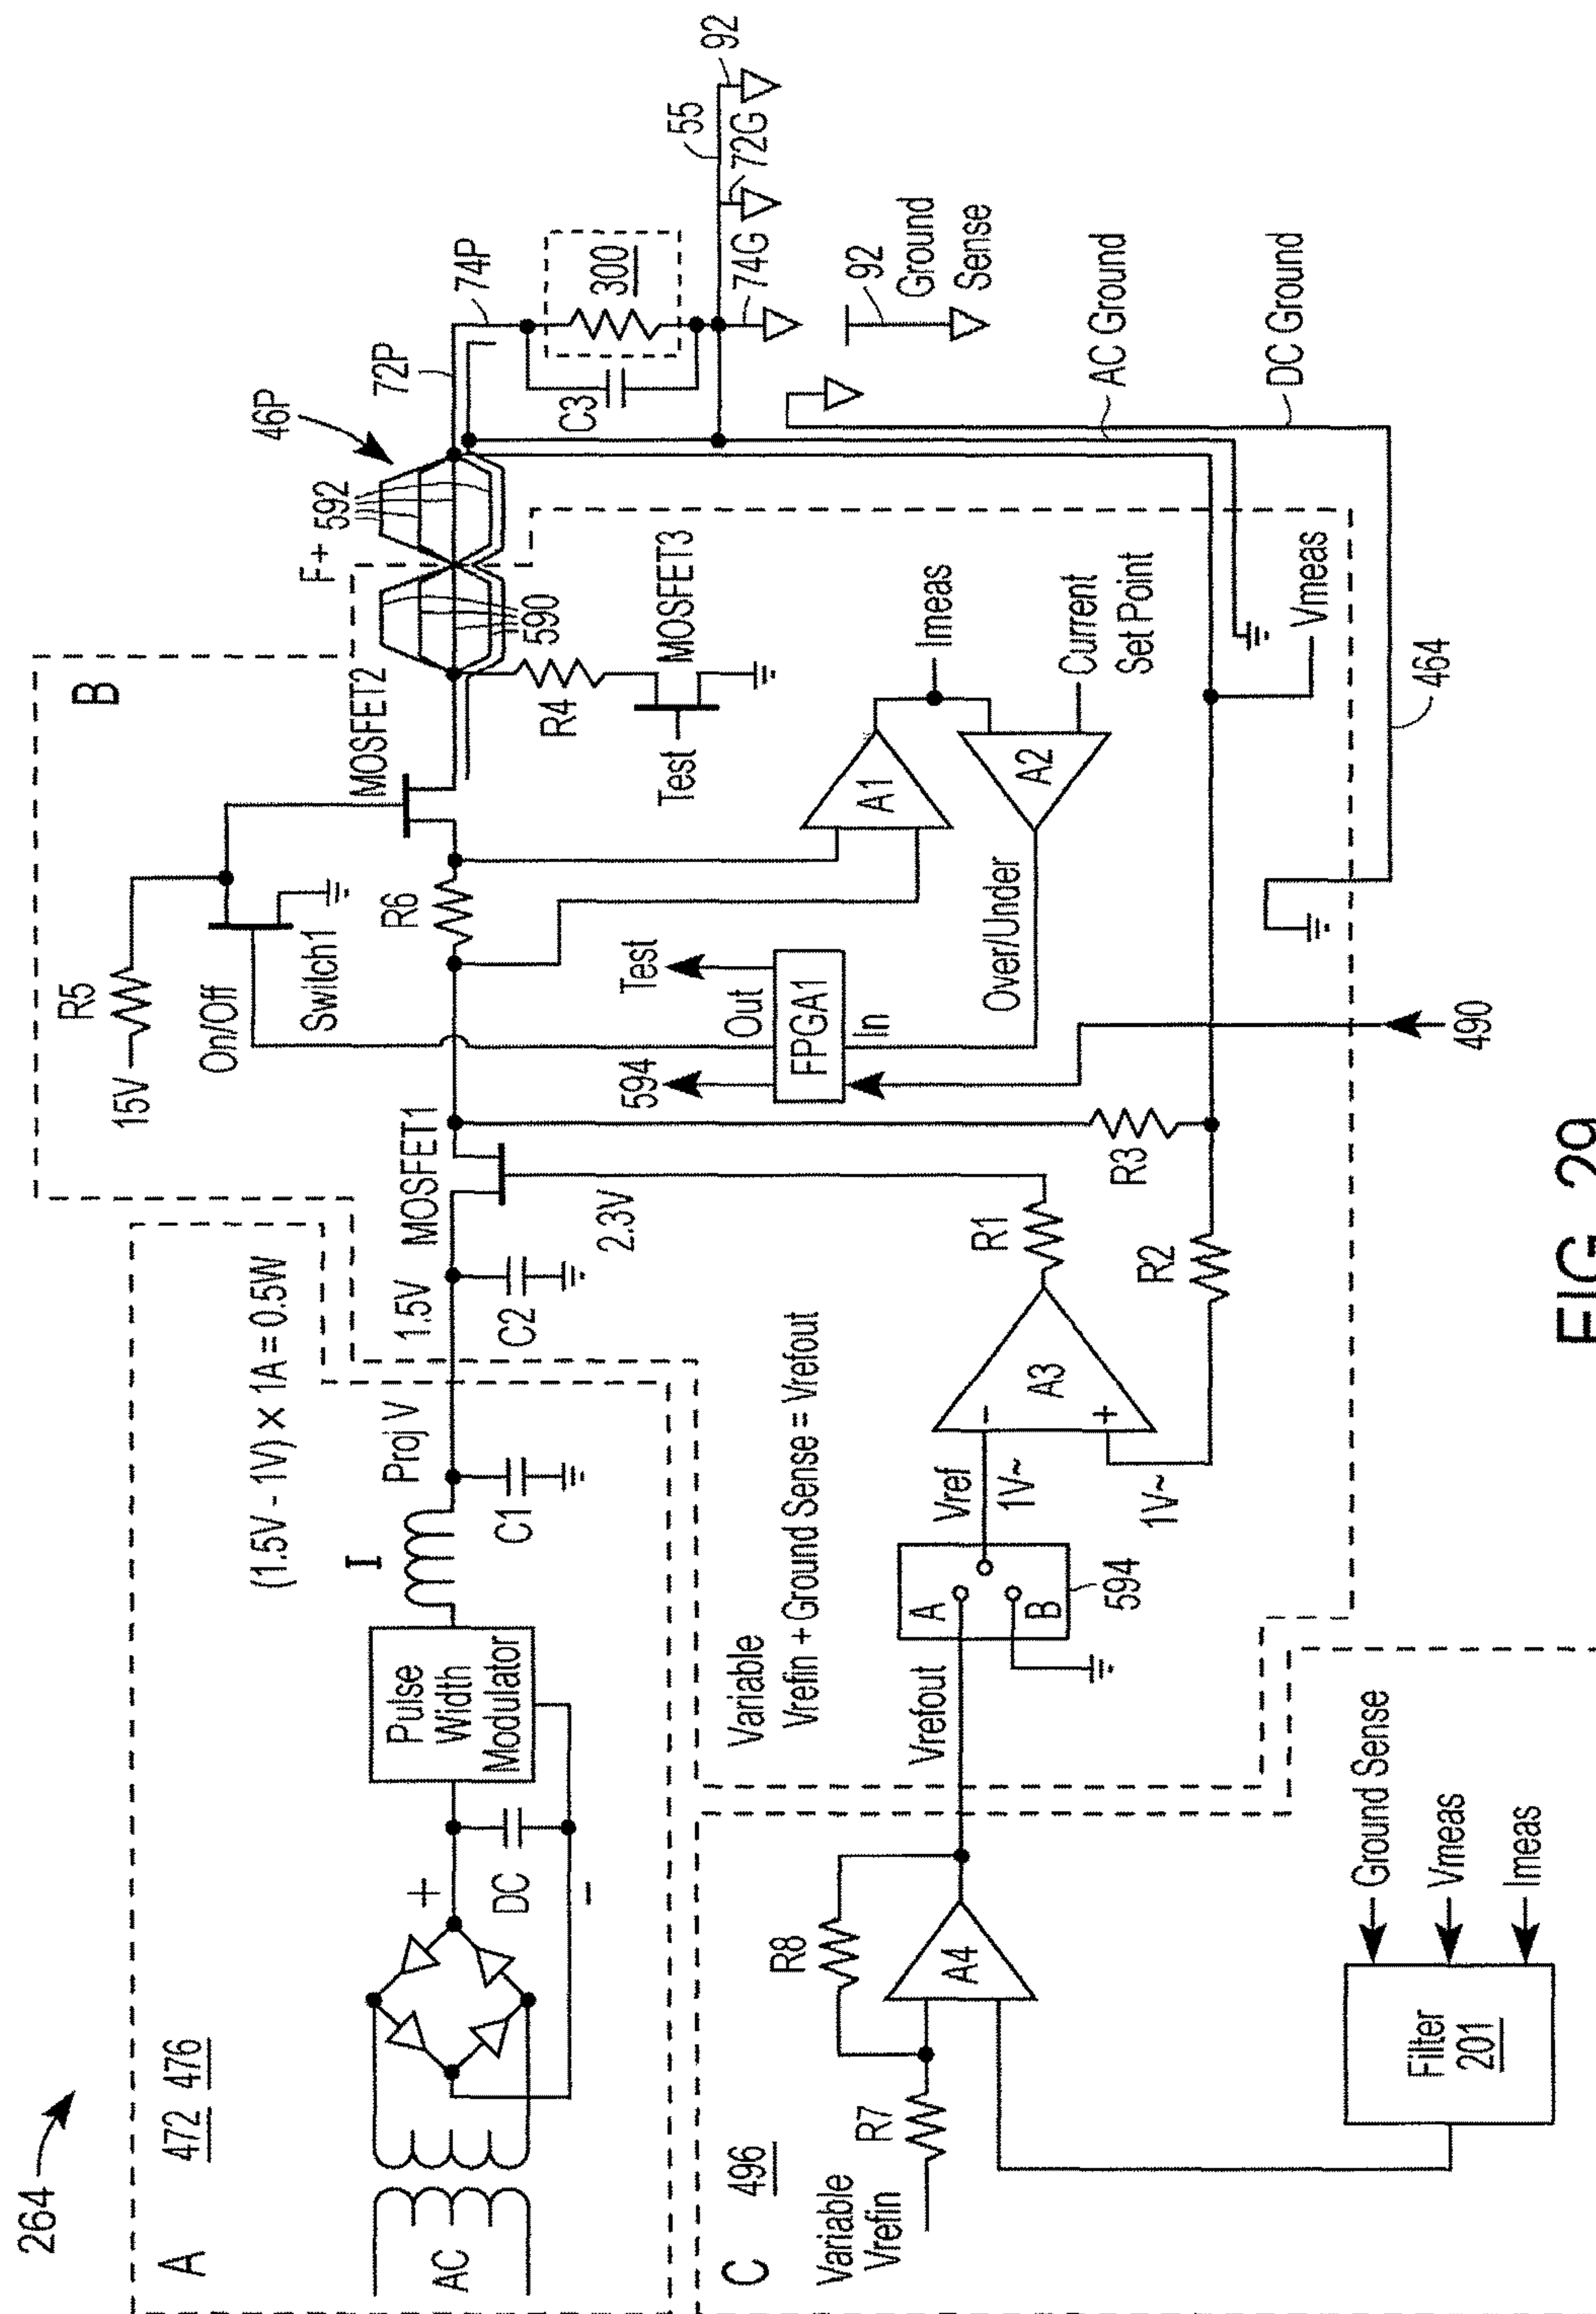 264
A
472 476
AC
+
DC
-
Pulse
Width
Modulator
I
(1.5V - 1V) × 1A = 0.5W
Proj V
C1
1.5V
C2
MOSFET1
2.3V
B
15V
R5
On/Off
Switch1
R6
MOSFET2
F+
592
590
46P
72P
74P
C3
300
55
92
72G
74G
92
Ground
Sense
AC Ground
DC Ground
R4
Test
MOSFET3
A1
Imeas
A2
Current
Set Point
Over/Under
Test
594
Out
FPGA1
In
490
464
Vmeas
R3
R1
R2
A3
-
+
Vref
1V~
1V~
A
B
594
Variable
Vrefin + Ground Sense = Vrefout
Vrefout
C
496
Variable
Vrefin
R7
R8
A4
Filter
201
Ground Sense
Vmeas
Imeas
FIG. 29